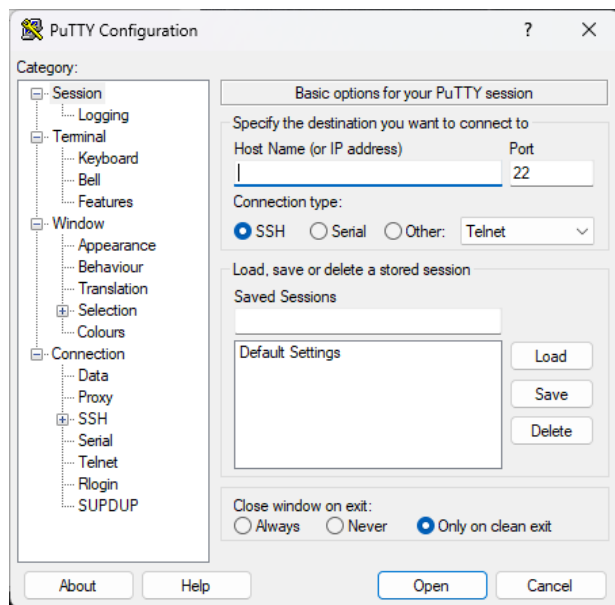 PuTTY Configuration
?
Category:
Session
Logging
Terminal
Keyboard
Bell
Features
Window
Appearance
Behaviour
Translation
Selection
Colours
Connection
Data
Proxy
SSH
Serial
Telnet
Rlogin
SUPDUP
Basic options for your PuTTY session
Specify the destination you want to connect to
Host Name (or IP address) Port
22
Connection type:
SSH Serial Other: Telnet
Load, save or delete a stored session
Saved Sessions
Default Settings
Load
Save
Delete
Close window on exit:
Always Never Only on clean exit
About Help Open Cancel